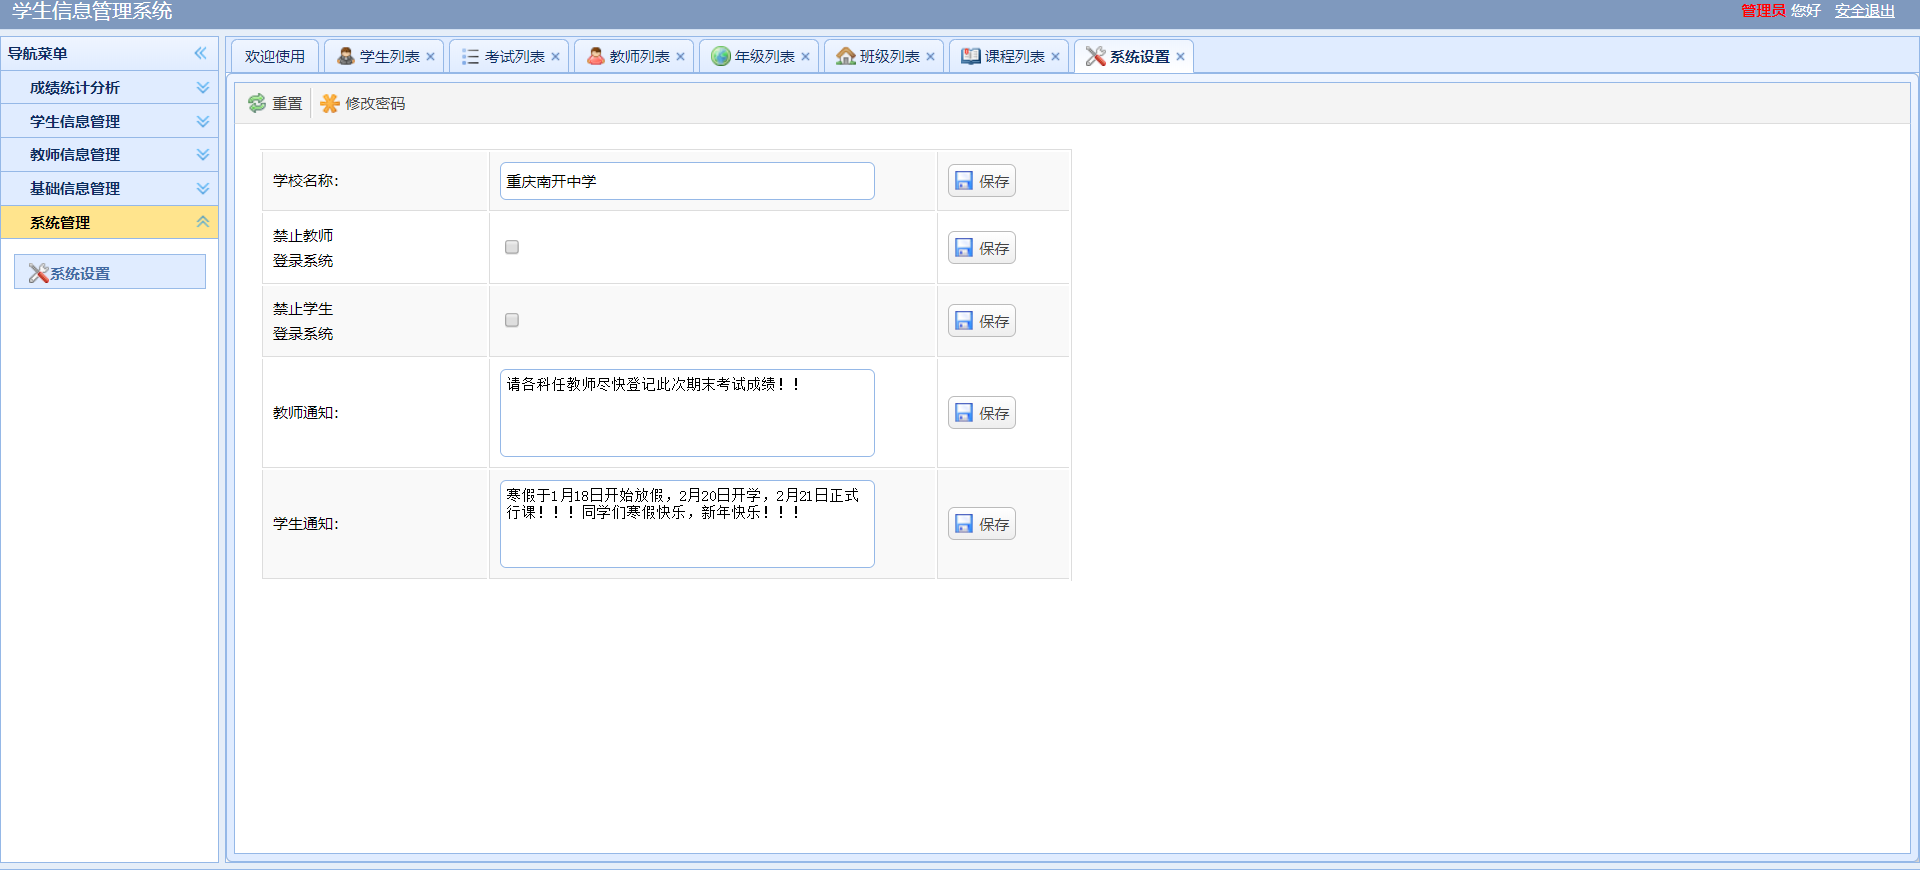 学生信息管理系统
管理员 您好 安全退出
导航菜单
欢迎使用 学生列表 考试列表 教师列表 年级列表 班级列表 课程列表 系统设置
成绩统计分析
学生信息管理
教师信息管理
基础信息管理
系统管理
系统设置
重置 修改密码
学校名称: 重庆南开中学 保存
禁止教师
登录系统
保存
禁止学生
登录系统
保存
教师通知: 请各科任教师尽快登记此次期末考试成绩！！ 保存
学生通知:
寒假于1月18日开始放假，2月20日开学，2月21日正式
行课！！！同学们寒假快乐，新年快乐！！！
保存